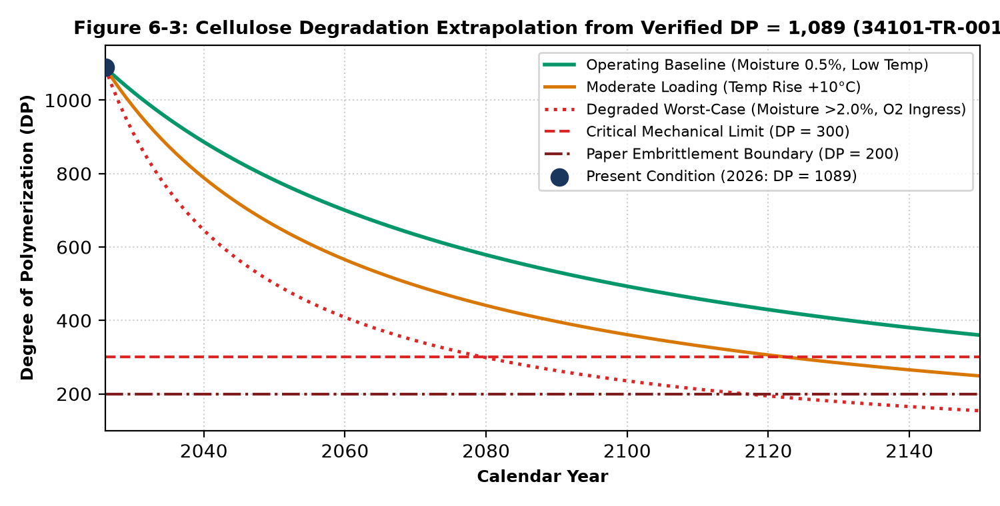 Figure 6-3: Cellulose Degradation Extrapolation from Verified DP = 1,089 (34101-TR-001
Operating Baseline (Moisture 0.5%, Low Temp)
Moderate Loading (Temp Rise +10°C)
Degraded Worst-Case (Moisture >2.0%, O2 Ingress)
Critical Mechanical Limit (DP = 300)
Paper Embrittlement Boundary (DP = 200)
Present Condition (2026: DP = 1089)
Degree of Polymerization (DP)
1000
800
600
400
200
2040 2060 2080 2100 2120 2140
Calendar Year